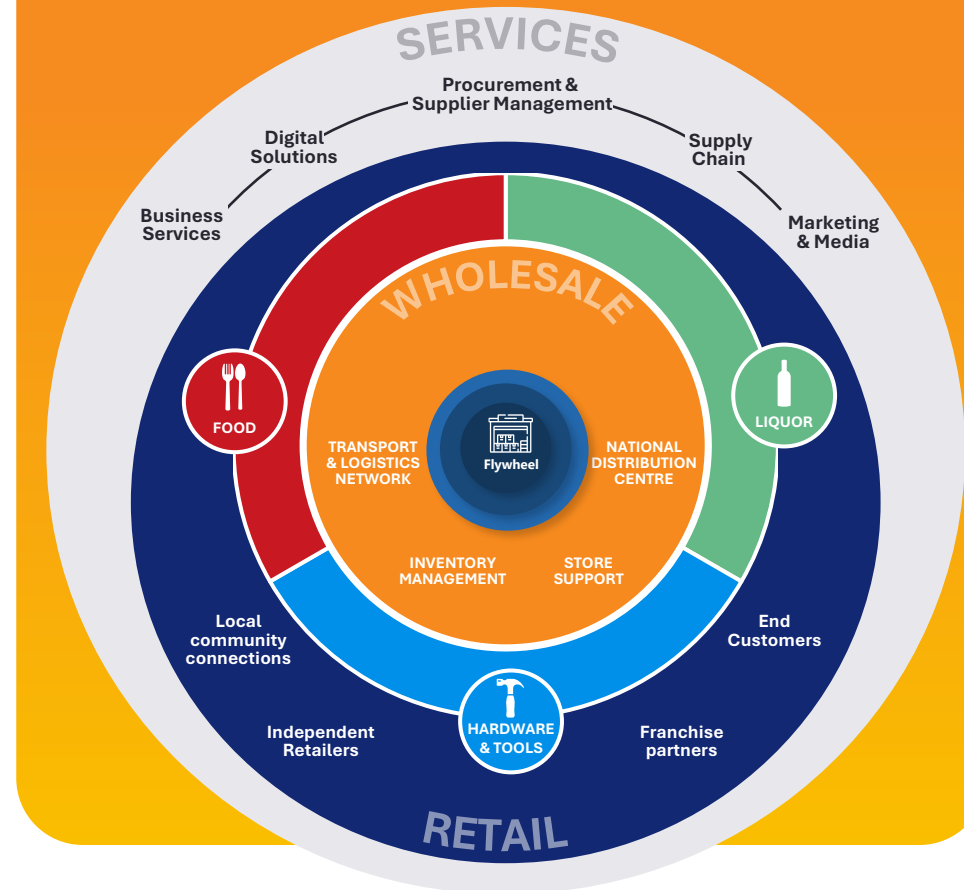 SERVICES
Procurement &
Supplier Management
Digital
Solutions
Supply
Chain
Business
Services
Marketing
& Media
WHOLESALE
FOOD
LIQUOR
TRANSPORT
& LOGISTICS
NETWORK
Flywheel
NATIONAL
DISTRIBUTION
CENTRE
INVENTORY
MANAGEMENT
STORE
SUPPORT
Local
community
connections
End
Customers
HARDWARE
& TOOLS
Independent
Retailers
Franchise
partners
RETAIL